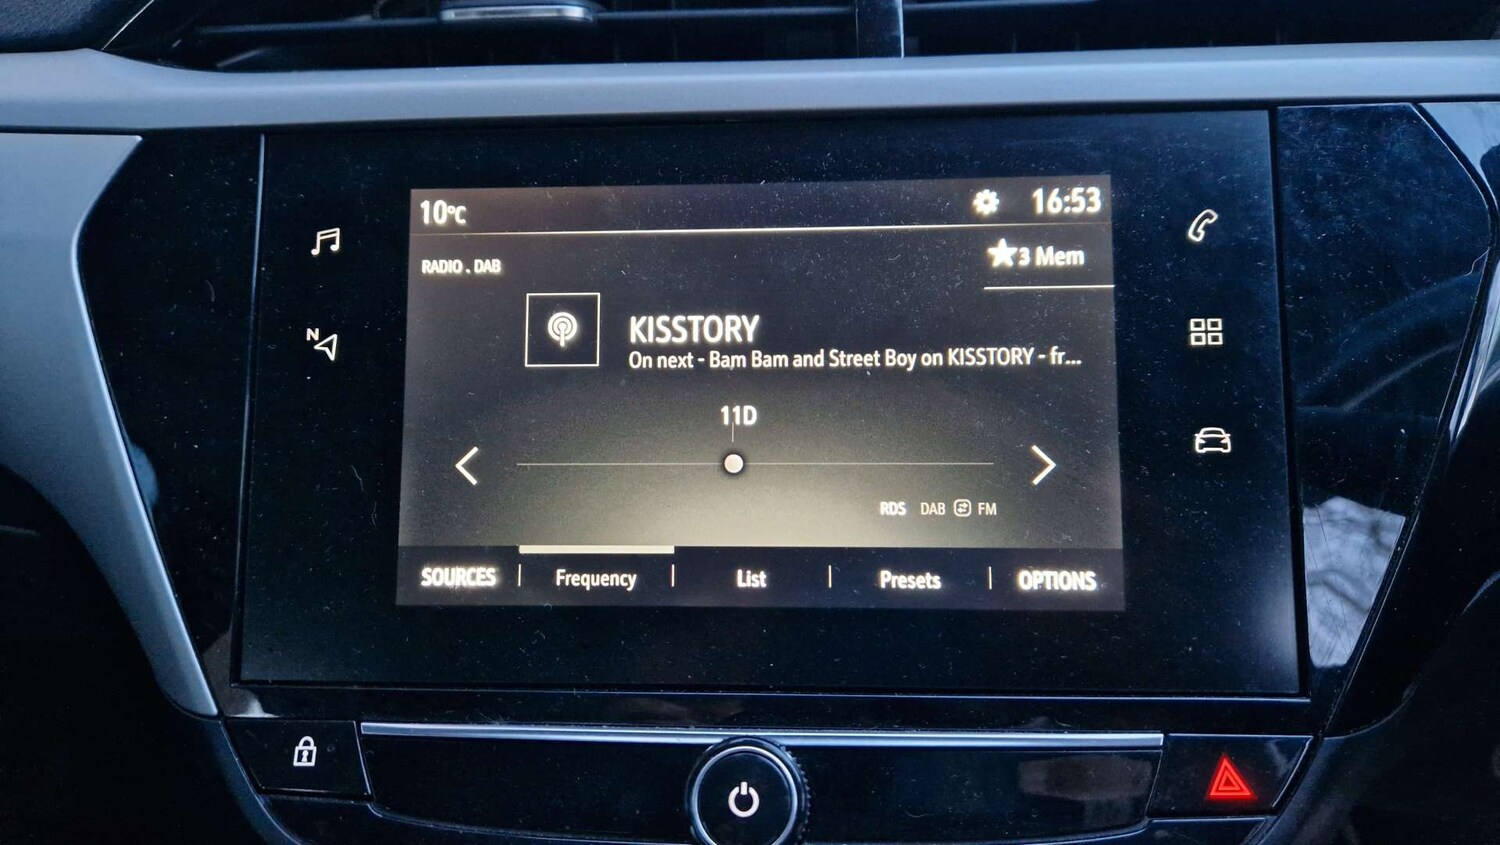 10°C
16:53
RADIO . DAB
★3 Mem
KISSTORY
On next - Bam Bam and Street Boy on KISSTORY - fr...
11D
RDS DAB FM
SOURCES | Frequency | List | Presets | OPTIONS
N